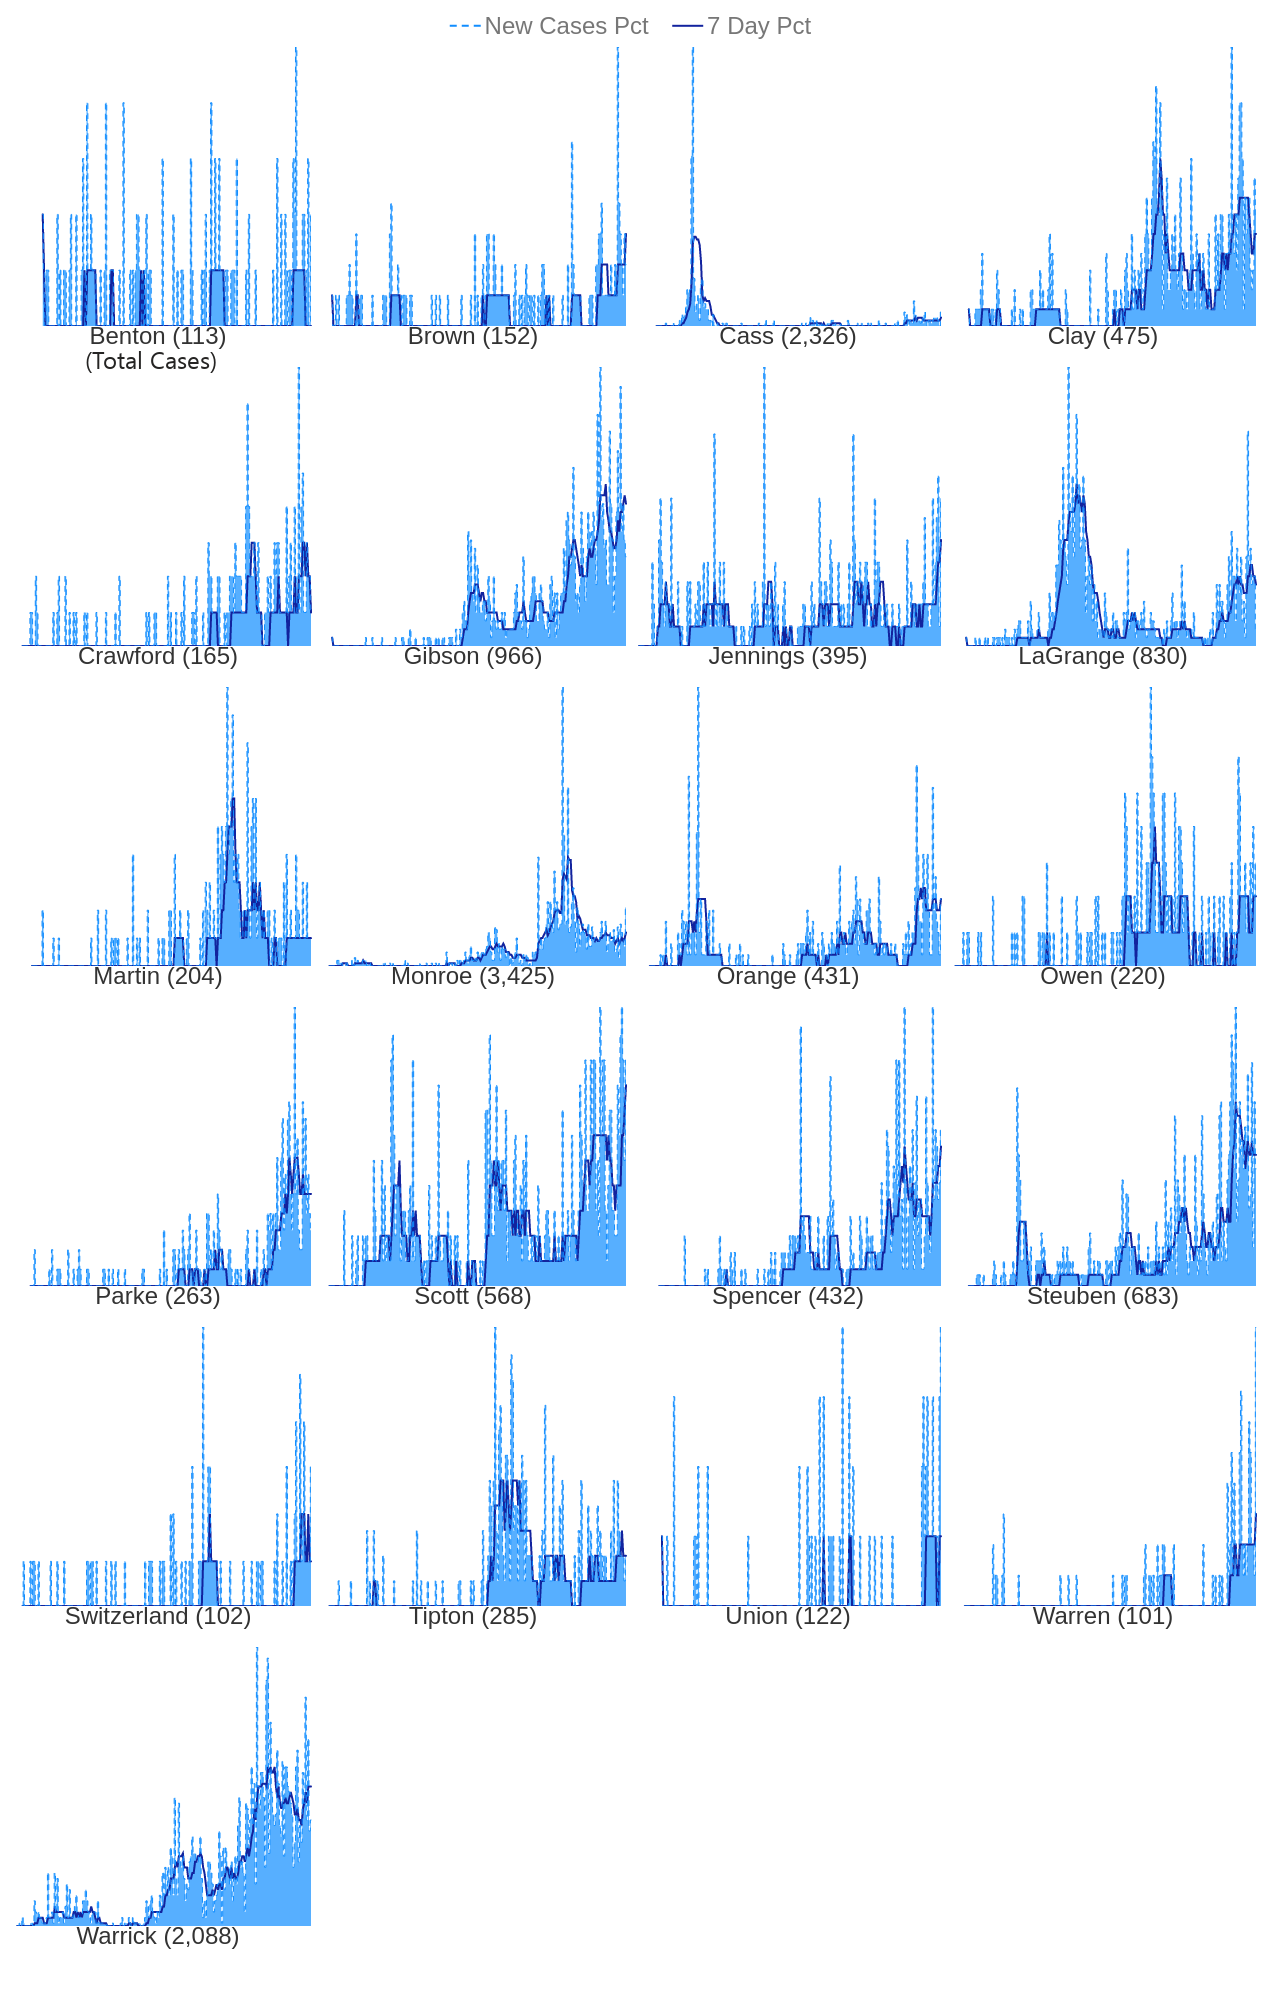 New Cases Pct 7 Day Pct
Benton (113) Brown (152) Cass (2,326) Clay (475)
(Total Cases)
Crawford (165) Gibson (966) Jennings (395) LaGrange (830)
Martin (204) Monroe (3,425) Orange (431) Owen (220)
Parke (263) Scott (568) Spencer (432) Steuben (683)
Switzerland (102) Tipton (285) Union (122) Warren (101)
Warrick (2,088)